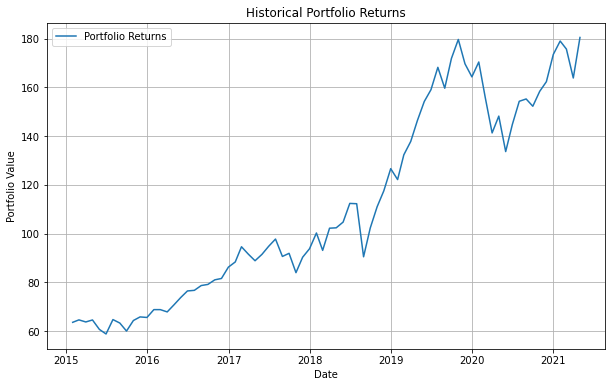 Historical Portfolio Returns
Portfolio Returns
Portfolio Value
180
160
140
120
100
80
60
2015 2016 2017 2018 2019 2020 2021
Date